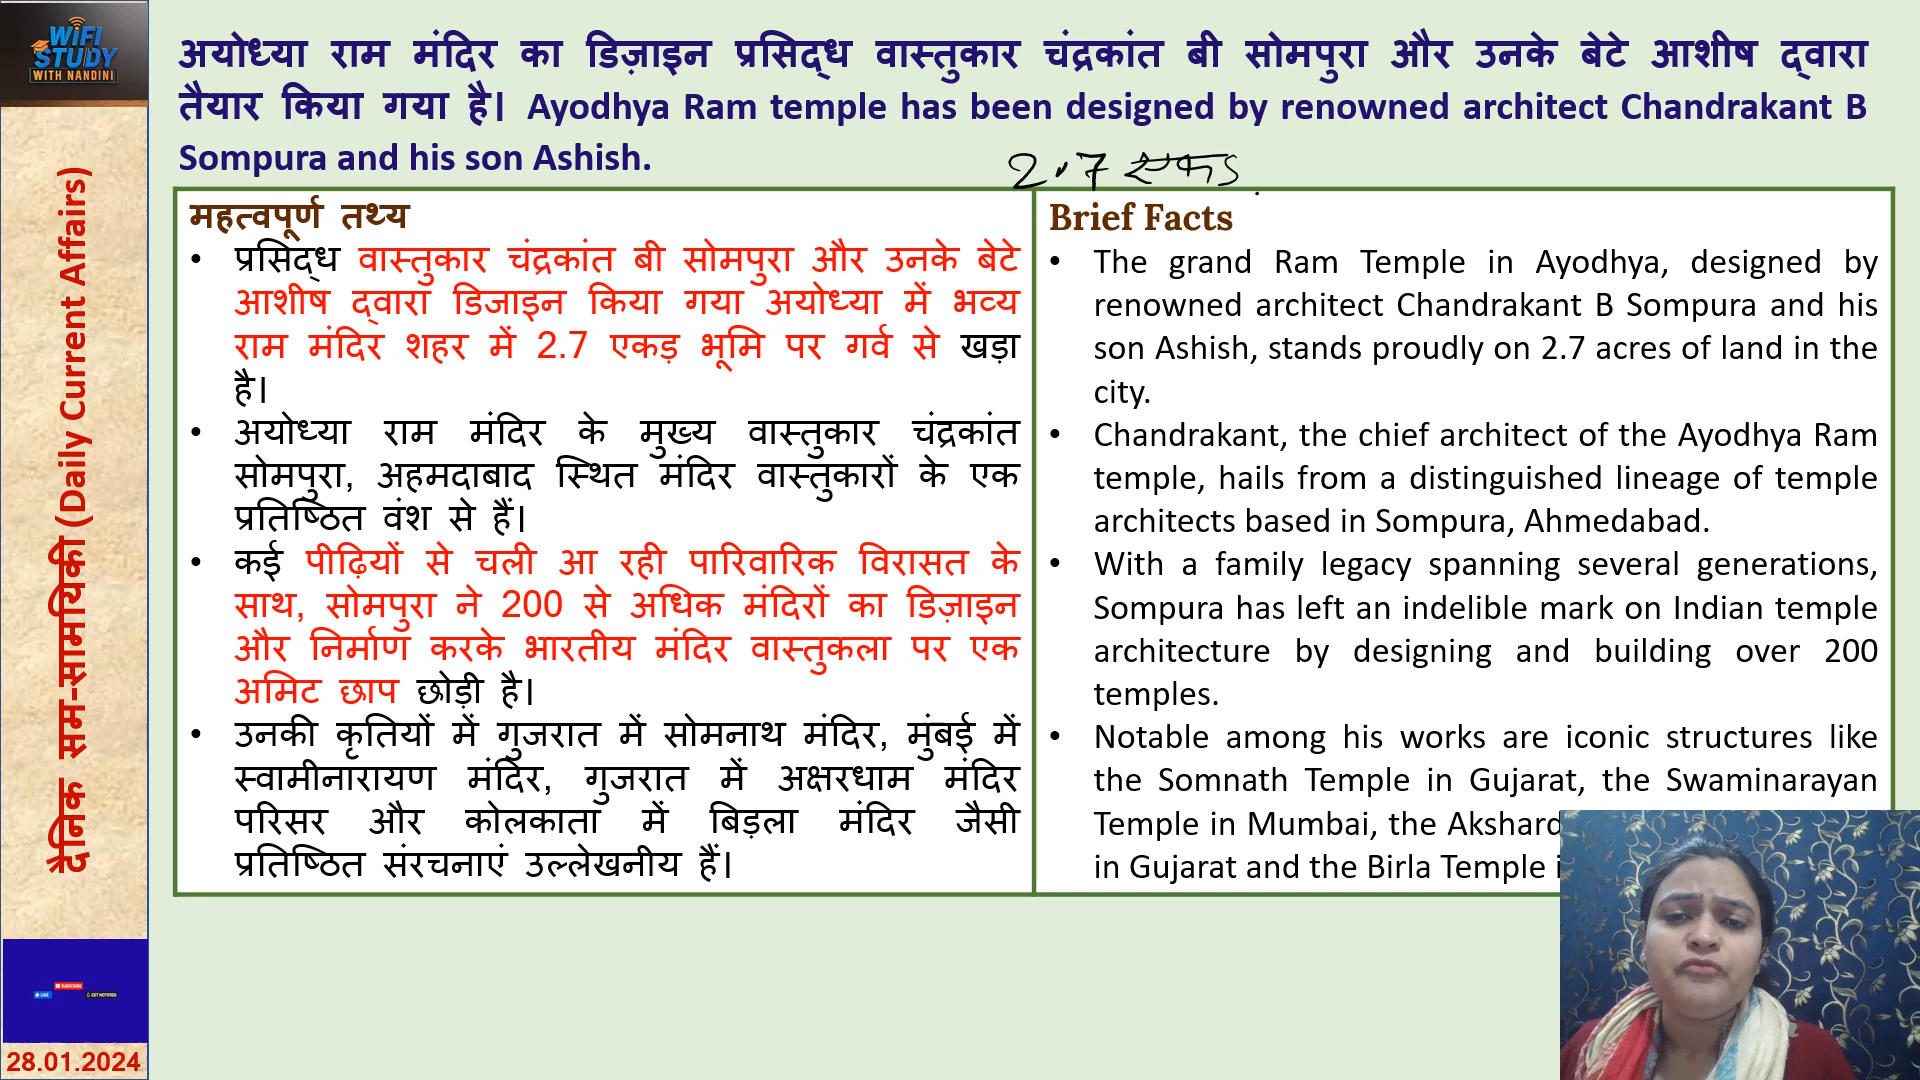 WiFi
STUDY
WITH NANDINI
दैनिक सम-सामयिकी (Daily Current Affairs)
LIKE
SUBSCRIBE
GET NOTIFIED
28.01.2024
अयोध्या राम मंदिर का डिज़ाइन प्रसिद्ध वास्तुकार चंद्रकांत बी सोमपुरा और उनके बेटे आशीष द्वारा
तैयार किया गया है। Ayodhya Ram temple has been designed by renowned architect Chandrakant B
Sompura and his son Ashish.
2.7 एकड
महत्वपूर्ण तथ्य
• प्रसिद्ध वास्तुकार चंद्रकांत बी सोमपुरा और उनके बेटे
आशीष द्वारा डिजाइन किया गया अयोध्या में भव्य
राम मंदिर शहर में 2.7 एकड़ भूमि पर गर्व से खड़ा
है।
• अयोध्या राम मंदिर के मुख्य वास्तुकार चंद्रकांत
सोमपुरा, अहमदाबाद स्थित मंदिर वास्तुकारों के एक
प्रतिष्ठित वंश से हैं।
• कई पीढ़ियों से चली आ रही पारिवारिक विरासत के
साथ, सोमपुरा ने 200 से अधिक मंदिरों का डिज़ाइन
और निर्माण करके भारतीय मंदिर वास्तुकला पर एक
अमिट छाप छोड़ी है।
• उनकी कृतियों में गुजरात में सोमनाथ मंदिर, मुंबई में
स्वामीनारायण मंदिर, गुजरात में अक्षरधाम मंदिर
परिसर और कोलकाता में बिड़ला मंदिर जैसी
प्रतिष्ठित संरचनाएं उल्लेखनीय हैं।
Brief Facts
• The grand Ram Temple in Ayodhya, designed by
renowned architect Chandrakant B Sompura and his
son Ashish, stands proudly on 2.7 acres of land in the
city.
• Chandrakant, the chief architect of the Ayodhya Ram
temple, hails from a distinguished lineage of temple
architects based in Sompura, Ahmedabad.
• With a family legacy spanning several generations,
Sompura has left an indelible mark on Indian temple
architecture by designing and building over 200
temples.
• Notable among his works are iconic structures like
the Somnath Temple in Gujarat, the Swaminarayan
Temple in Mumbai, the Akshard
in Gujarat and the Birla Temple i